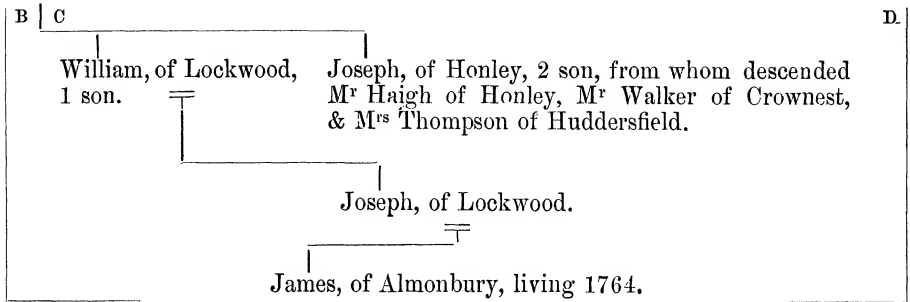 B | C D
William, of Lockwood, Joseph, of Honley, 2 son, from whom descended
1 son. Mr Haigh of Honley, Mr Walker of Crownest,
& Mrs Thompson of Huddersfield.
Joseph, of Lockwood.
James, of Almonbury, living 1764.